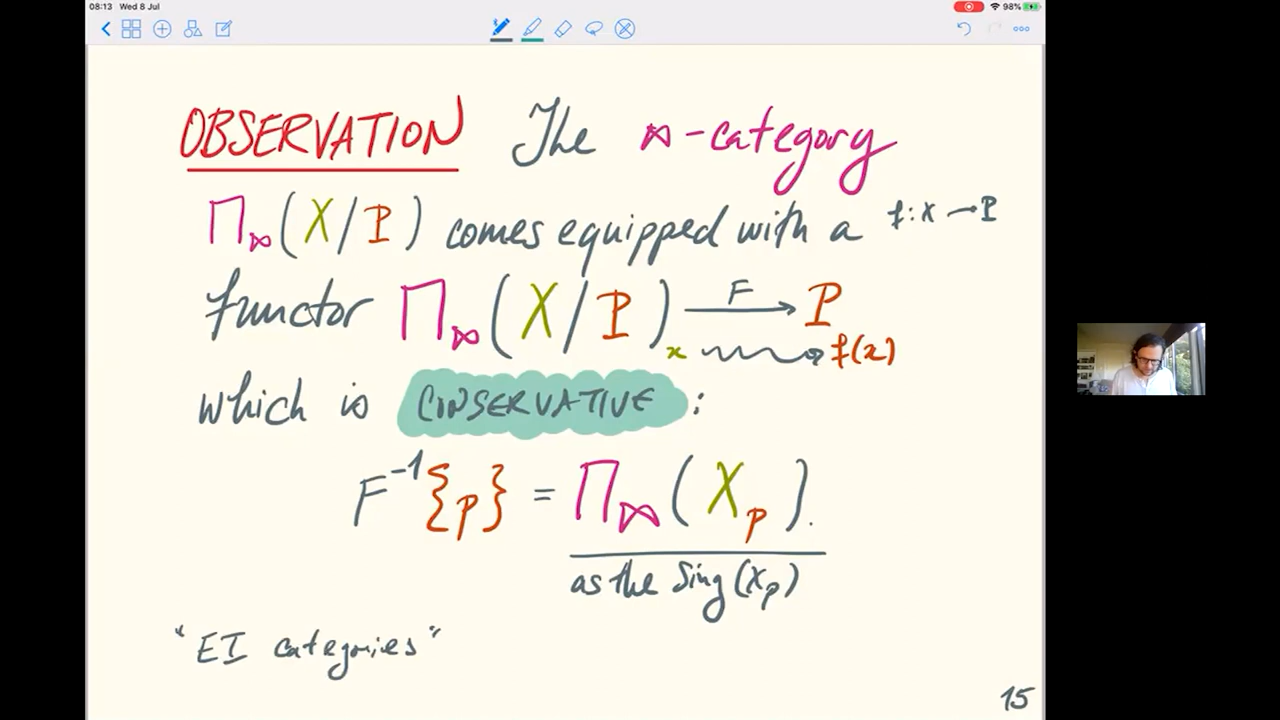 08:13 Wed 8 Jul
98%
OBSERVATION The ∞-category
Π∞(X/P) comes equipped with a f: X → P
functor Π∞(X/P) F→ P
x ⇝ f(x)
which is CONSERVATIVE :
F⁻¹{p} = Π∞(Xp).
as the Sing(Xp)
"EI categories"
15